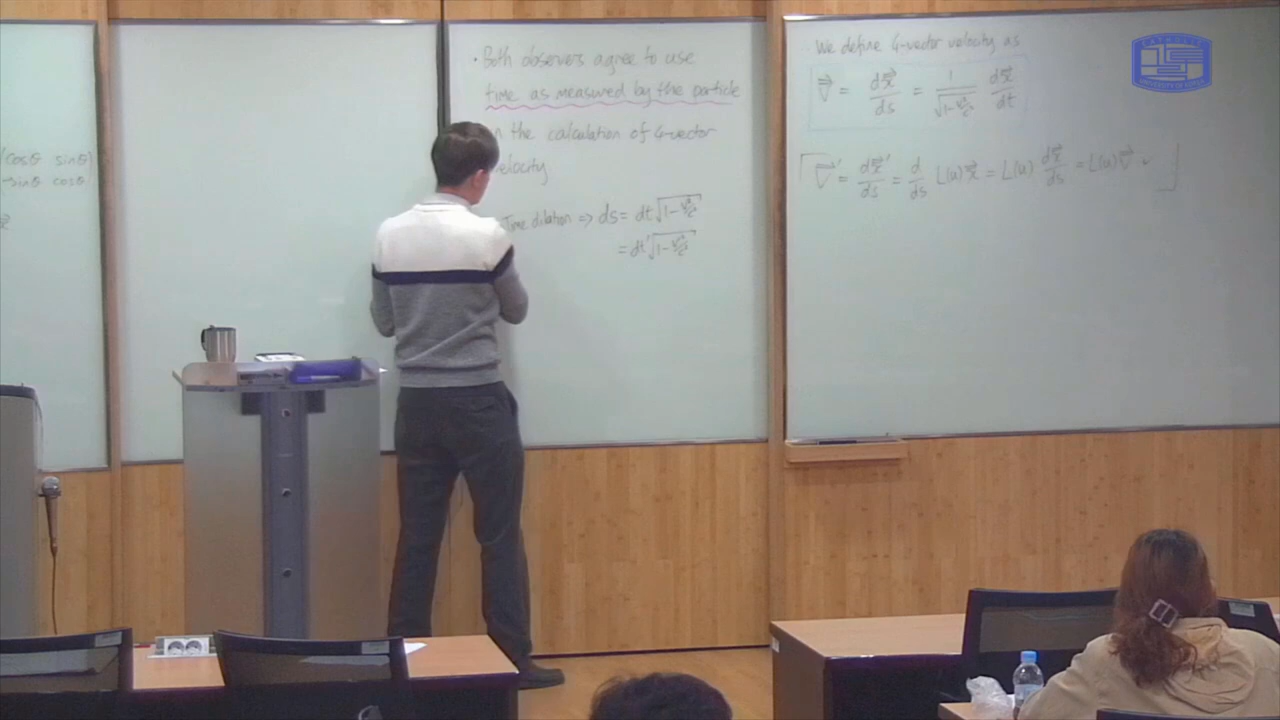 (cosθ sinθ)
-sinθ cosθ)
• Both observers agree to use
time as measured by the particle
in the calculation of 4-vector
velocity
Time dilation ⇒ ds = dt √(1-v²/c²)
= dt' √(1-v'²/c²)
We define 4-vector velocity as
v⃗ = dx⃗/ds = 1/√(1-v²/c²) dx⃗/dt
v⃗' = dx⃗'/ds = d/ds L(u) x⃗ = L(u) dx⃗/ds = L(u) v⃗ ✓
CATHOLIC